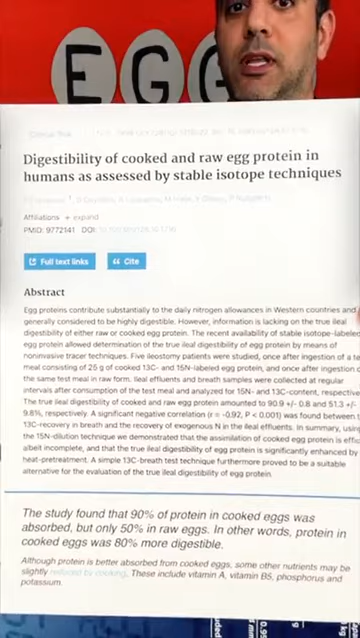 EGG
Digestibility of cooked and raw egg protein in
humans as assessed by stable isotope techniques
Affiliations + expand
PMID: 9772141 DOI:
Full text links
Cite
Abstract
Egg proteins contribute substantially to the daily nitrogen allowances in Western countries and
generally considered to be highly digestible. However, information is lacking on the true ileal
digestibility of either raw or cooked egg protein. The recent availability of stable isotope-labeled
egg protein allowed determination of the true ileal digestibility of egg protein by means of
noninvasive tracer techniques. Five ileostomy patients were studied, once after ingestion of a te
meal consisting of 25 g of cooked 13C- and 15N-labeled egg protein, and once after ingestion o
the same test meal in raw form. Ileal effluents and breath samples were collected at regular
intervals after consumption of the test meal and analyzed for 15N- and 13C-content, respective
The true ileal digestibility of cooked and raw egg protein amounted to 90.9 +/- 0.8 and 51.3 +/-
9.8%, respectively. A significant negative correlation (r = -0.92, P < 0.001) was found between t
13C-recovery in breath and the recovery of exogenous N in the ileal effluents. In summary, using
the 15N-dilution technique we demonstrated that the assimilation of cooked egg protein is effic
albeit incomplete, and that the true ileal digestibility of egg protein is significantly enhanced by
heat-pretreatment. A simple 13C-breath test technique furthermore proved to be a suitable
alternative for the evaluation of the true ileal digestibility of egg protein.
The study found that 90% of protein in cooked eggs was
absorbed, but only 50% in raw eggs. In other words, protein in
cooked eggs was 80% more digestible.
Although protein is better absorbed from cooked eggs, some other nutrients may be
slightly reduced by cooking. These include vitamin A, vitamin B5, phosphorus and
potassium.